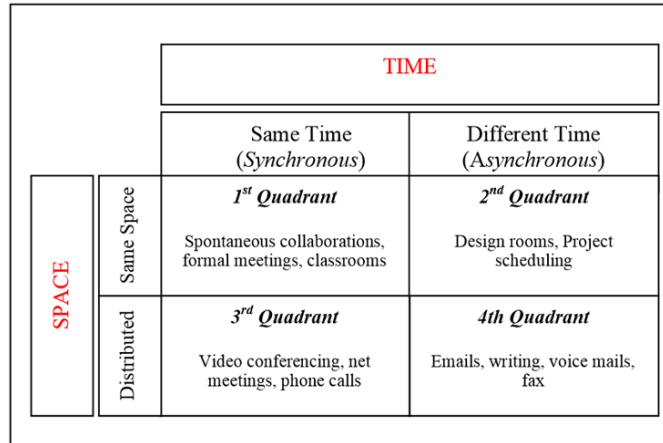 TIME
Same Time
(Synchronous)
Different Time
(Asynchronous)
SPACE
Same Space
1st Quadrant
Spontaneous collaborations,
formal meetings, classrooms
2nd Quadrant
Design rooms, Project
scheduling
Distributed
3rd Quadrant
Video conferencing, net
meetings, phone calls
4th Quadrant
Emails, writing, voice mails,
fax